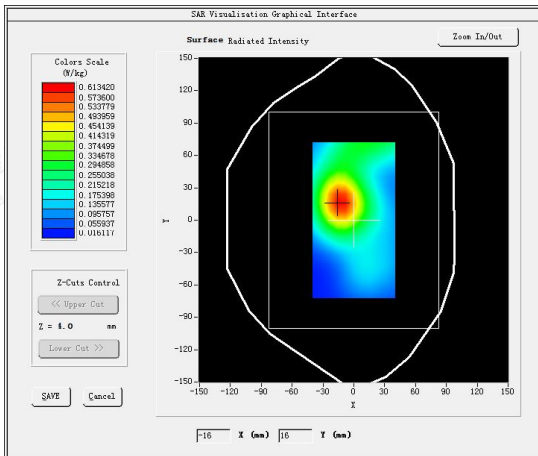 SAR Visualisation Graphical Interface
Surface Radiated Intensity
Zoom In/Out
Colors Scale
(W/kg)
0.613420
0.573600
0.533779
0.493959
0.454139
0.414319
0.374499
0.334678
0.294858
0.255038
0.215218
0.175398
0.135577
0.095757
0.055937
0.016117
150
120
90
60
30
0
-30
-60
-90
-120
-150
Y
-150 -120 -90 -60 -30 0 30 60 90 120 150
X
Z-Cuts Control
<< Upper Cut
Z = 4.0 mm
Lower Cut >>
SAVE Cancel
-16 X (mm) 16 Y (mm)